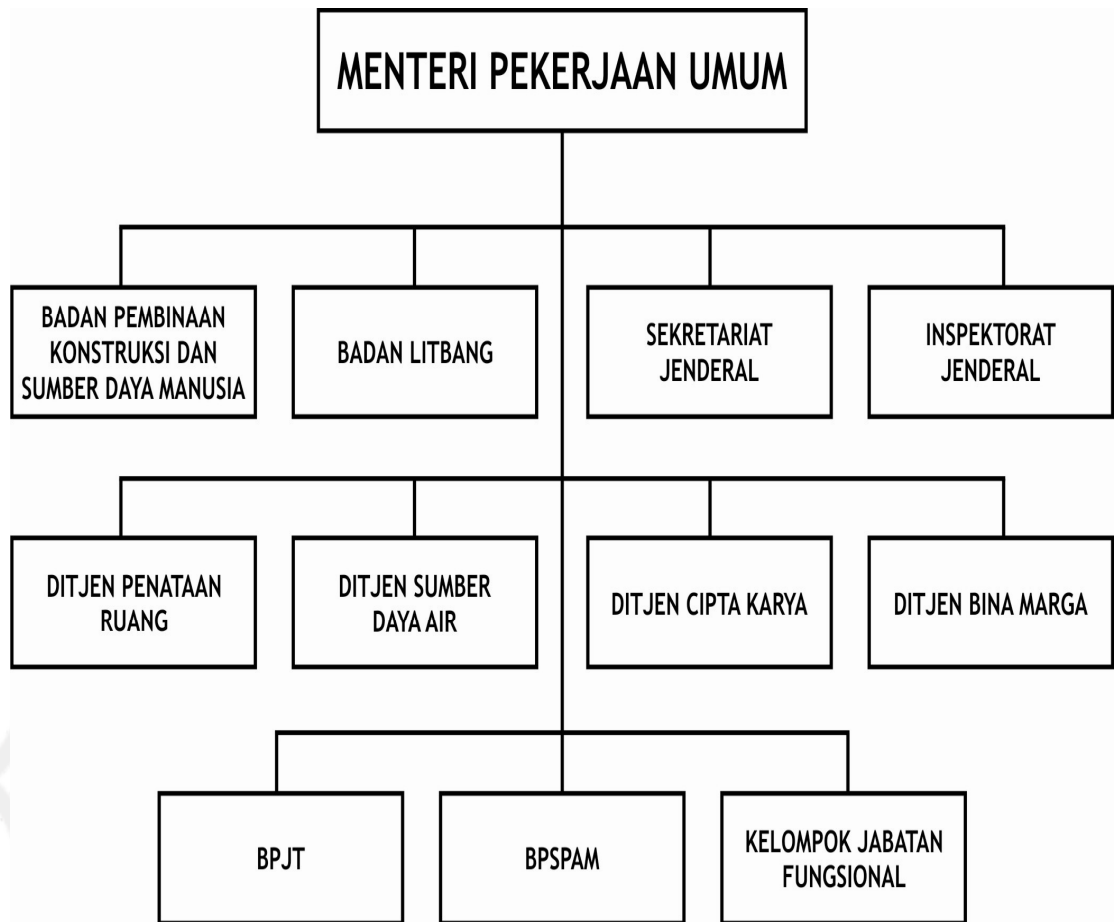 MENTERI PEKERJAAN UMUM
BADAN PEMBINAAN
KONSTRUKSI DAN
SUMBER DAYA MANUSIA
BADAN LITBANG
SEKRETARIAT
JENDERAL
INSPEKTORAT
JENDERAL
DITJEN PENATAAN
RUANG
DITJEN SUMBER
DAYA AIR
DITJEN CIPTA KARYA
DITJEN BINA MARGA
BPJT
BPSPAM
KELOMPOK JABATAN
FUNGSIONAL